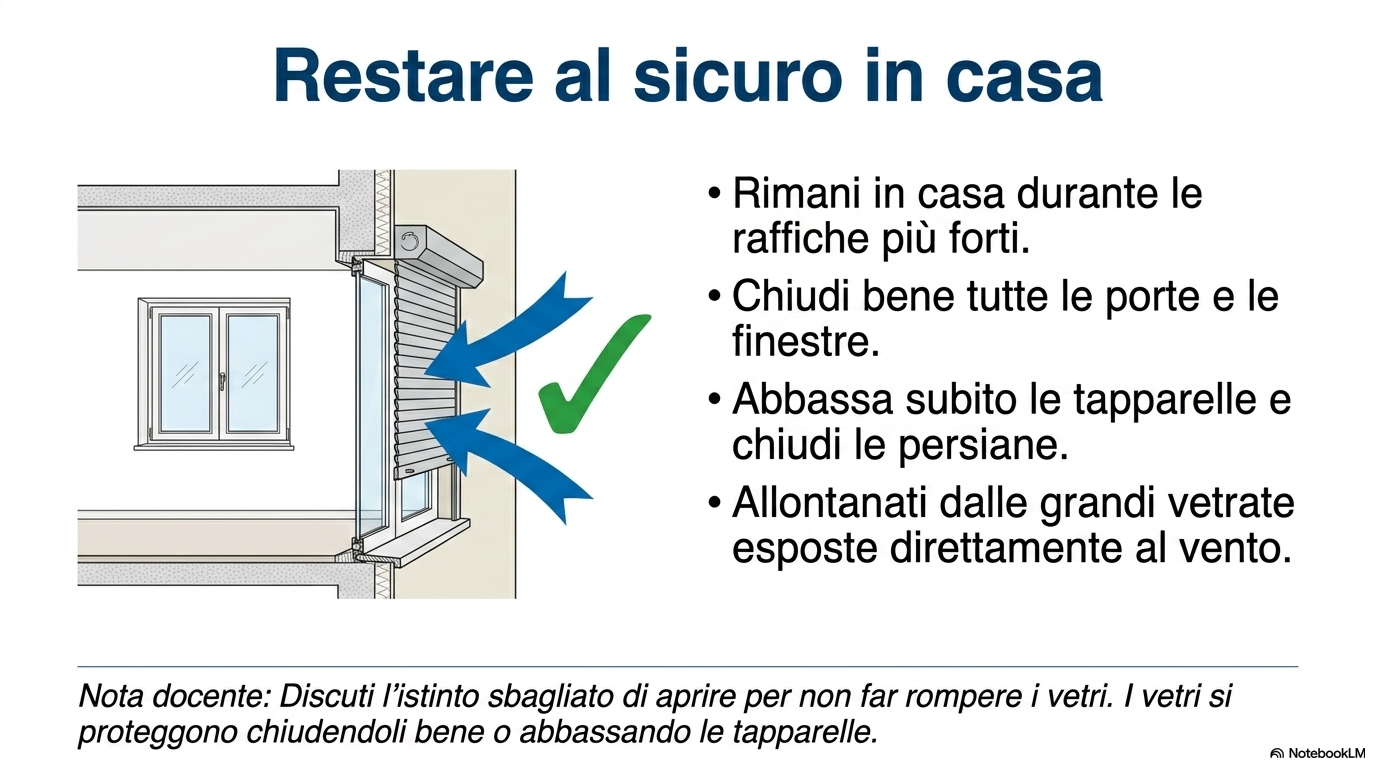 Restare al sicuro in casa
• Rimani in casa durante le
raffiche più forti.
• Chiudi bene tutte le porte e le
finestre.
• Abbassa subito le tapparelle e
chiudi le persiane.
• Allontanati dalle grandi vetrate
esposte direttamente al vento.
Nota docente: Discuti l’istinto sbagliato di aprire per non far rompere i vetri. I vetri si
proteggono chiudendoli bene o abbassando le tapparelle.
NotebookLM